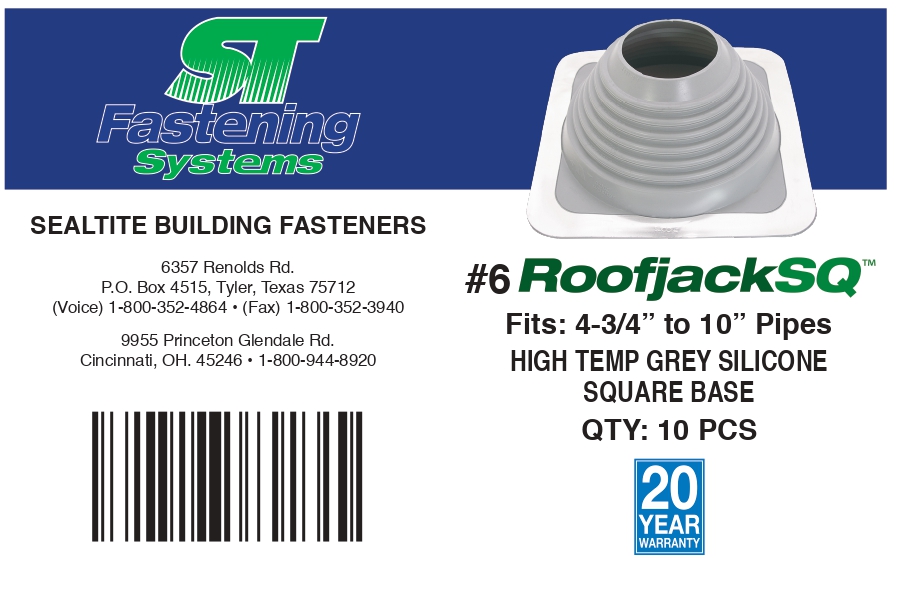 ST
Fastening
Systems
SEALTITE BUILDING FASTENERS
6357 Renolds Rd.
P.O. Box 4515, Tyler, Texas 75712
(Voice) 1-800-352-4864 • (Fax) 1-800-352-3940
9955 Princeton Glendale Rd.
Cincinnati, OH. 45246 • 1-800-944-8920
#6 RoofjackSQ™
Fits: 4-3/4” to 10” Pipes
HIGH TEMP GREY SILICONE
SQUARE BASE
QTY: 10 PCS
20
YEAR
WARRANTY